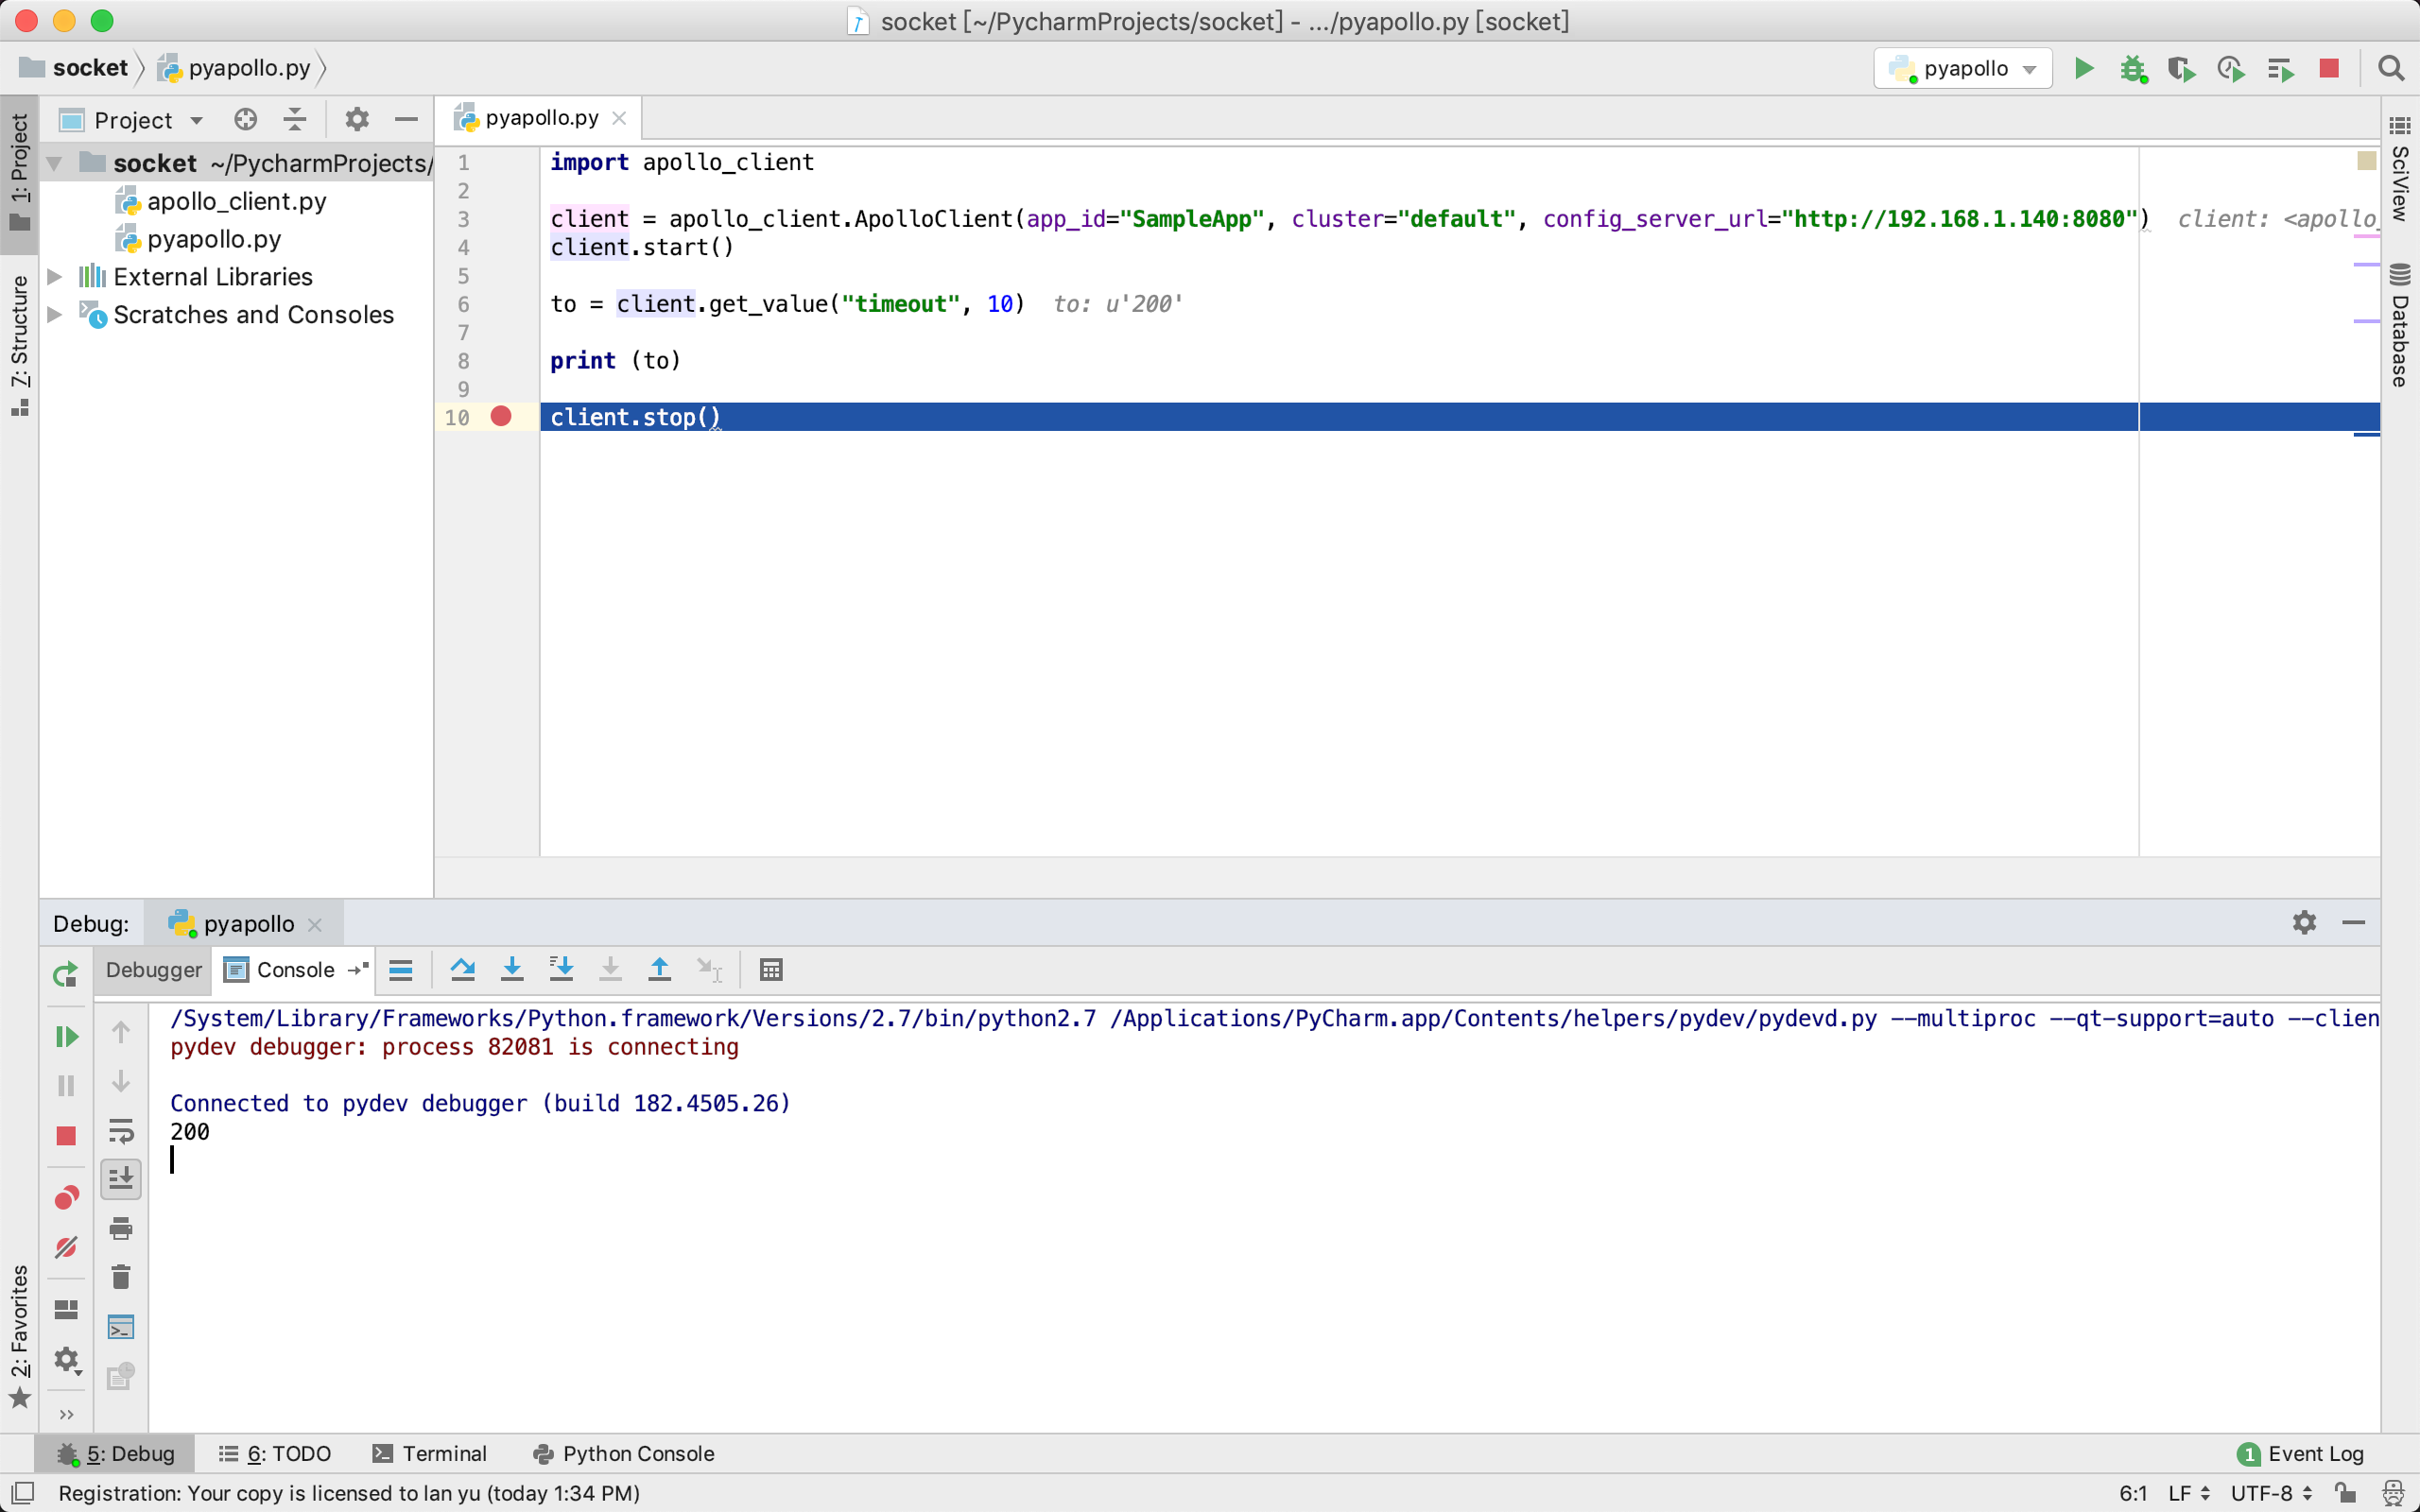 socket [~/PycharmProjects/socket] - .../pyapollo.py [socket]
socket
pyapollo.py
pyapollo
Project
pyapollo.py
1: Project
7: Structure
2: Favorites
SciView
Database
socket ~/PycharmProjects/
apollo_client.py
pyapollo.py
External Libraries
Scratches and Consoles
1 import apollo_client
2
3 client = apollo_client.ApolloClient(app_id="SampleApp", cluster="default", config_server_url="http://192.168.1.140:8080") client: <apollo_
4 client.start()
5
6 to = client.get_value("timeout", 10) to: u'200'
7
8 print (to)
9
10 client.stop()
Debug: pyapollo
Debugger Console
/System/Library/Frameworks/Python.framework/Versions/2.7/bin/python2.7 /Applications/PyCharm.app/Contents/helpers/pydev/pydevd.py --multiproc --qt-support=auto --clien
pydev debugger: process 82081 is connecting
Connected to pydev debugger (build 182.4505.26)
200
5: Debug 6: TODO Terminal Python Console 1 Event Log
Registration: Your copy is licensed to lan yu (today 1:34 PM) 6:1 LF UTF-8